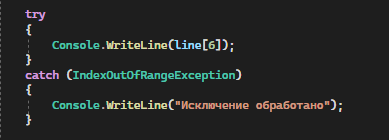 try
{
Console.WriteLine(line[6]);
}
catch (IndexOutOfRangeException)
{
Console.WriteLine("Исключение обработано");
}